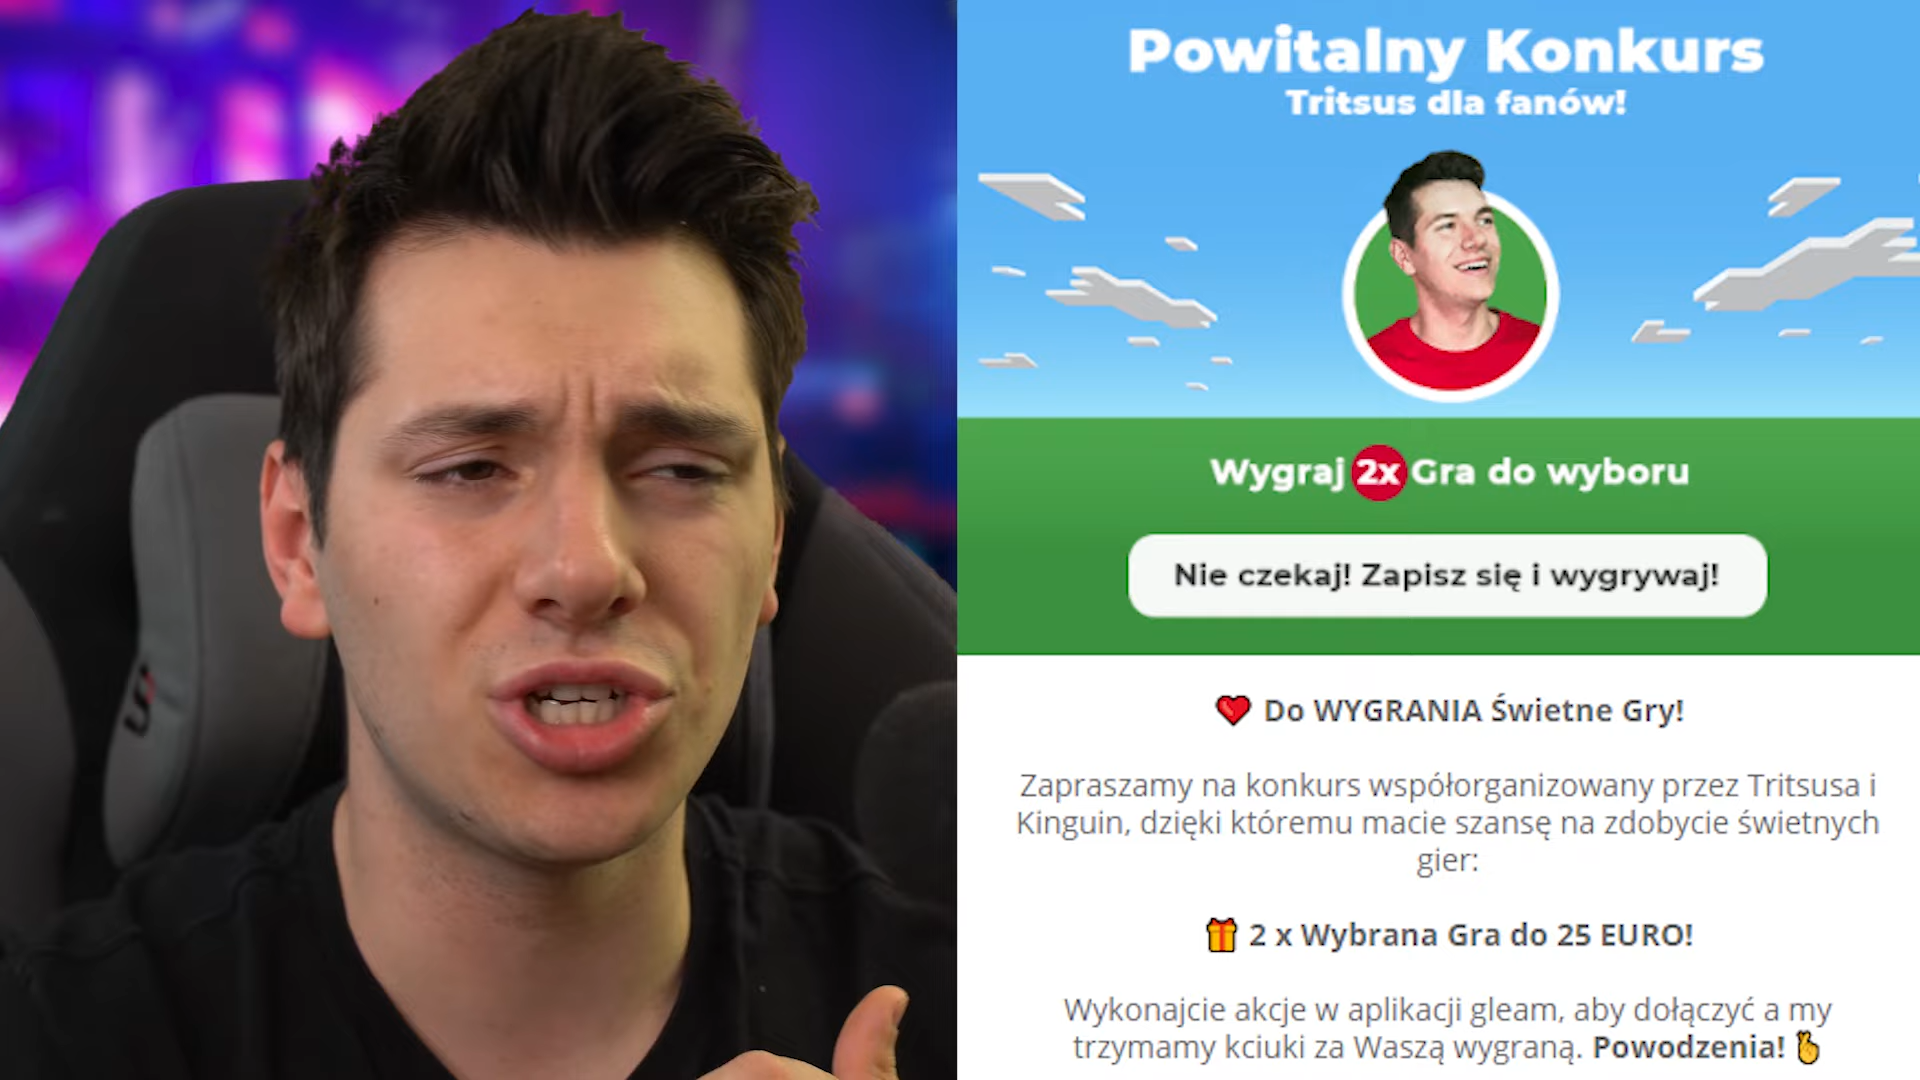 Powitalny Konkurs
Tritsus dla fanów!
Wygraj 2x Gra do wyboru
Nie czekaj! Zapisz się i wygrywaj!
Do WYGRANIA Świetne Gry!
Zapraszamy na konkurs współorganizowany przez Tritsusa i
Kinguin, dzięki któremu macie szansę na zdobycie świetnych
gier:
2 x Wybrana Gra do 25 EURO!
Wykonajcie akcje w aplikacji gleam, aby dołączyć a my
trzymamy kciuki za Waszą wygraną. Powodzenia!